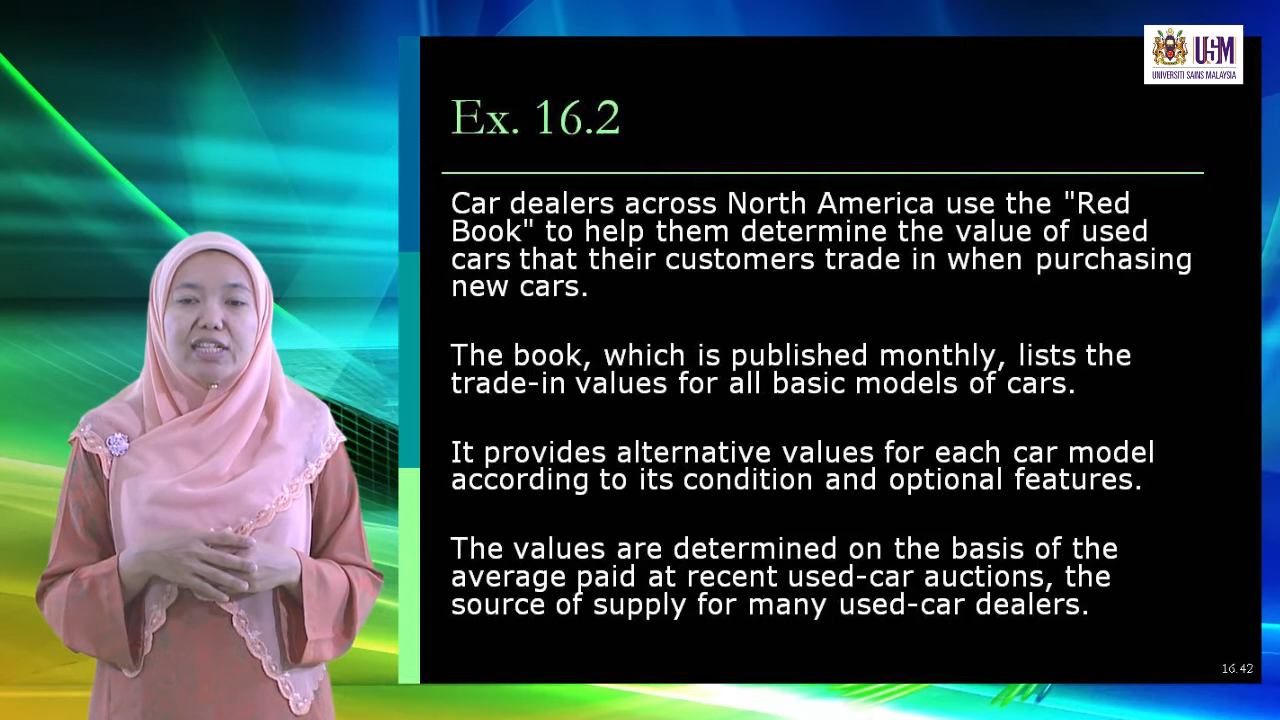 USM
UNIVERSITI SAINS MALAYSIA
Ex. 16.2
Car dealers across North America use the "Red
Book" to help them determine the value of used
cars that their customers trade in when purchasing
new cars.
The book, which is published monthly, lists the
trade-in values for all basic models of cars.
It provides alternative values for each car model
according to its condition and optional features.
The values are determined on the basis of the
average paid at recent used-car auctions, the
source of supply for many used-car dealers.
16.42